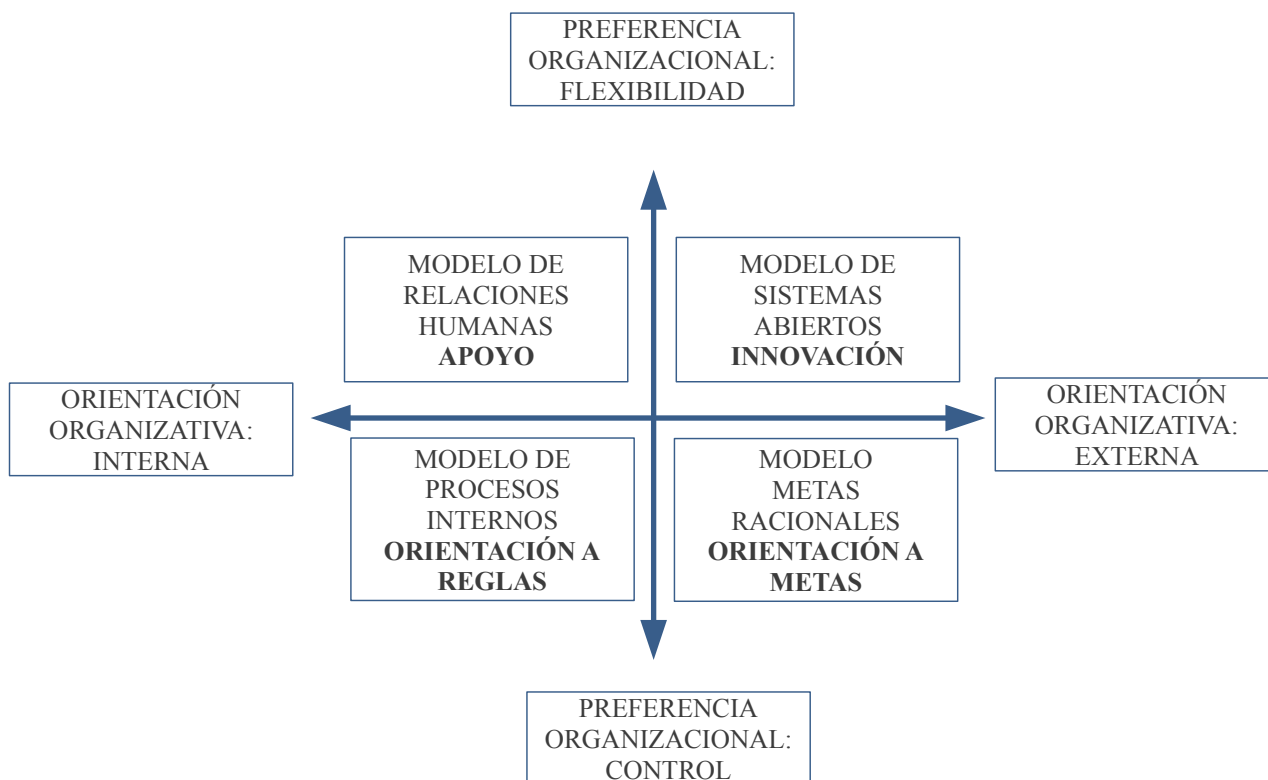 PREFERENCIA
ORGANIZACIONAL:
FLEXIBILIDAD
MODELO DE
RELACIONES
HUMANAS
APOYO
MODELO DE
SISTEMAS
ABIERTOS
INNOVACIÓN
ORIENTACIÓN
ORGANIZATIVA:
INTERNA
ORIENTACIÓN
ORGANIZATIVA:
EXTERNA
MODELO DE
PROCESOS
INTERNOS
ORIENTACIÓN A
REGLAS
MODELO
METAS
RACIONALES
ORIENTACIÓN A
METAS
PREFERENCIA
ORGANIZACIONAL:
CONTROL